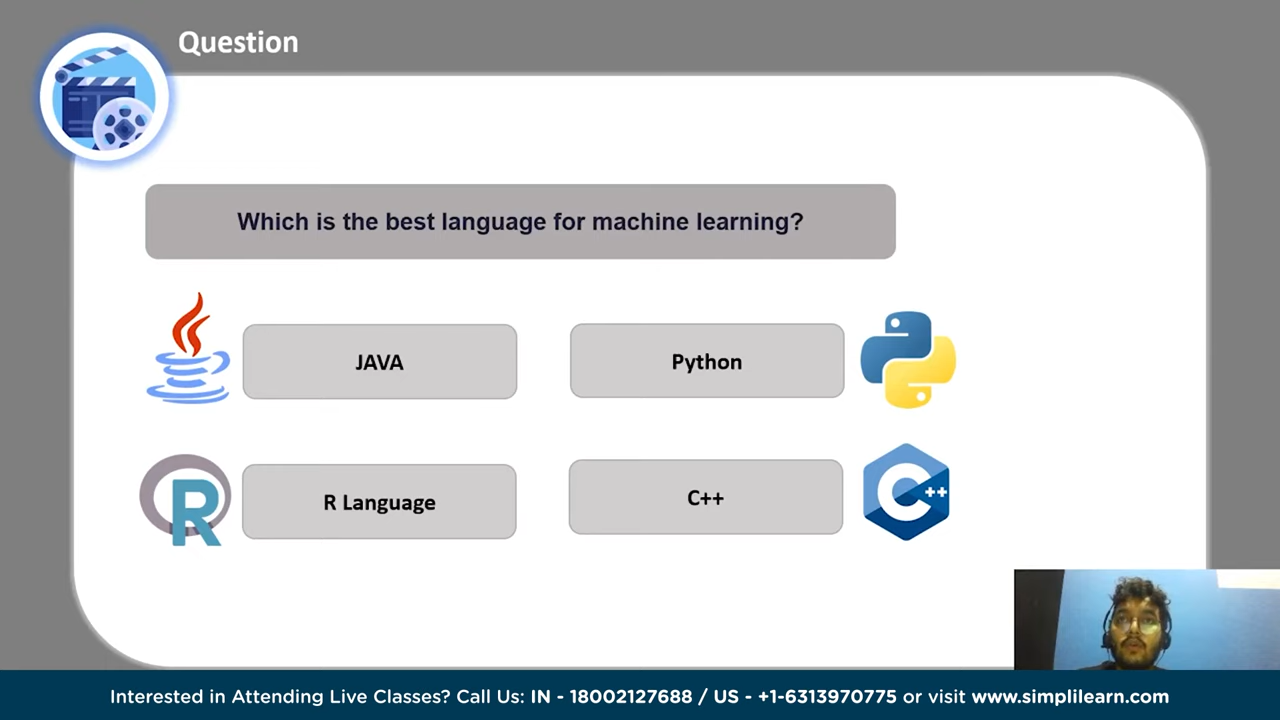 Question
Which is the best language for machine learning?
JAVA
Python
R Language
C++
Interested in Attending Live Classes? Call Us: IN - 18002127688 / US - +1-6313970775 or visit www.simplilearn.com